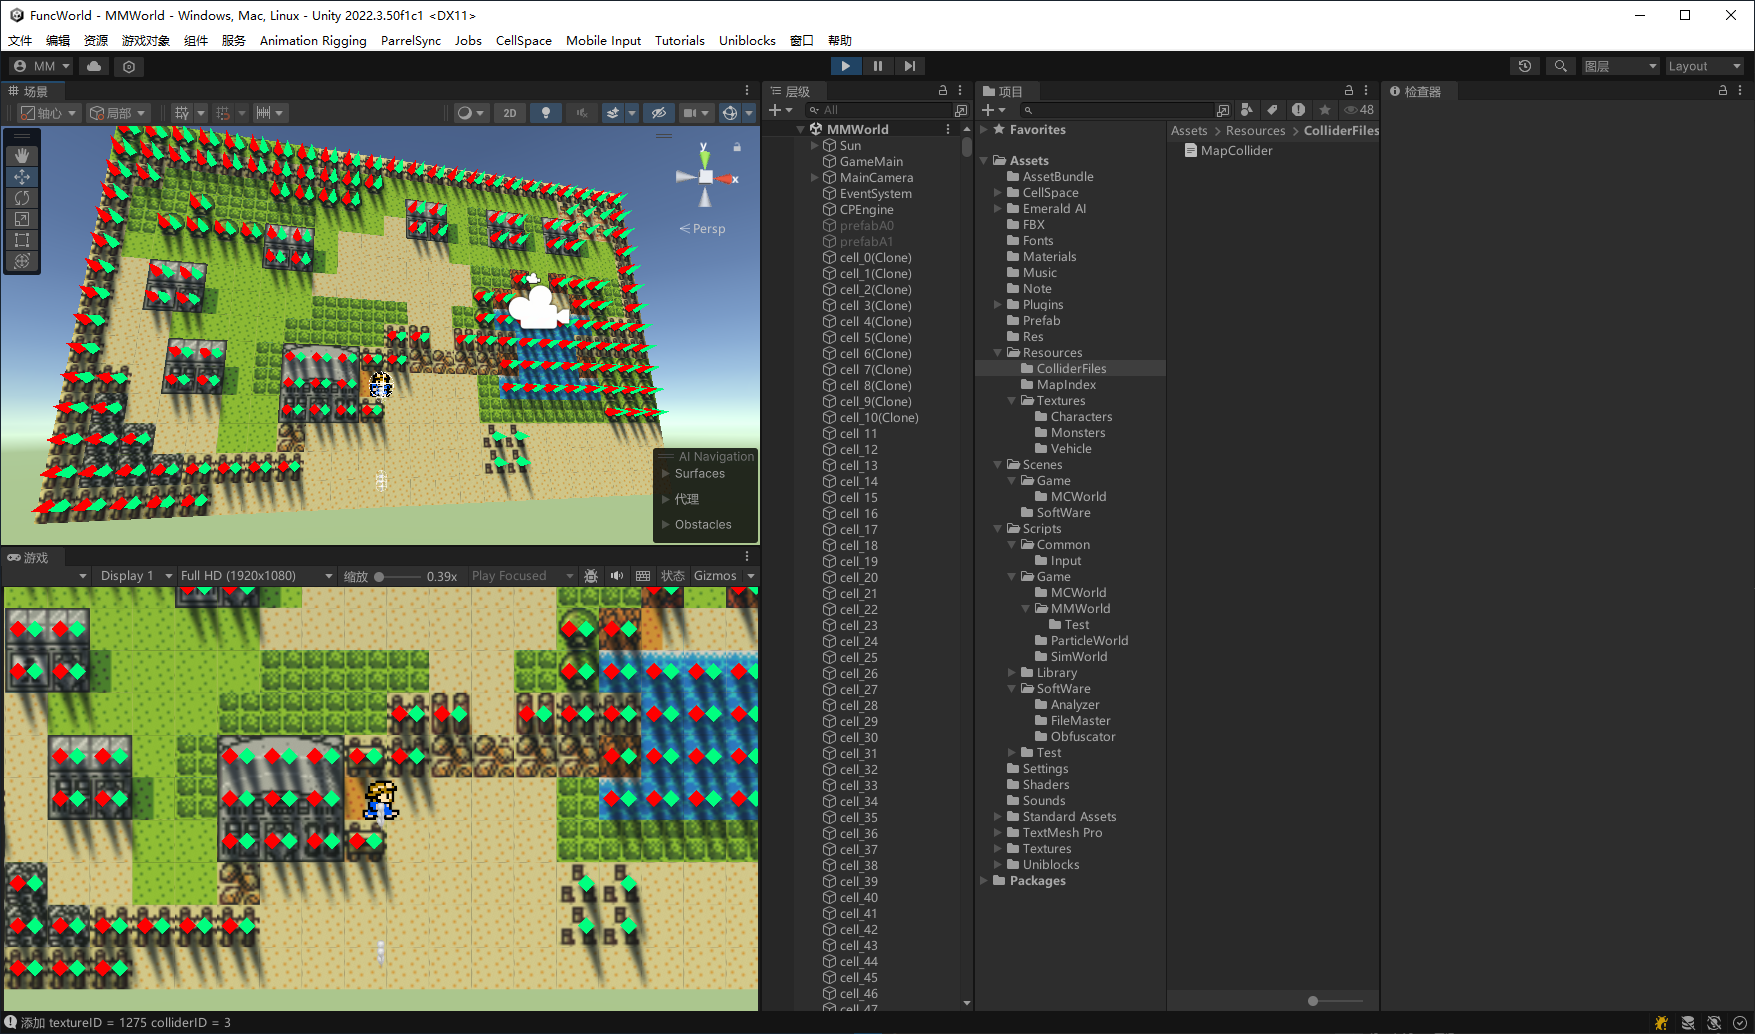 FuncWorld - MMWorld - Windows, Mac, Linux - Unity 2022.3.50f1c1 <DX11>
文件 编辑 资源 游戏对象 组件 服务 Animation Rigging ParrelSync Jobs CellSpace Mobile Input Tutorials Uniblocks 窗口 帮助
MM 图层 Layout
场景
轴心 局部 2D
y
x
Persp
AI Navigation
Surfaces
代理
Obstacles
游戏
Display 1 Full HD (1920x1080) 缩放 0.39x Play Focused 状态 Gizmos
层级
All
MMWorld
Sun
GameMain
MainCamera
EventSystem
CPEngine
prefabA0
prefabA1
cell_0(Clone)
cell_1(Clone)
cell_2(Clone)
cell_3(Clone)
cell_4(Clone)
cell_5(Clone)
cell_6(Clone)
cell_7(Clone)
cell_8(Clone)
cell_9(Clone)
cell_10(Clone)
cell_11
cell_12
cell_13
cell_14
cell_15
cell_16
cell_17
cell_18
cell_19
cell_20
cell_21
cell_22
cell_23
cell_24
cell_25
cell_26
cell_27
cell_28
cell_29
cell_30
cell_31
cell_32
cell_33
cell_34
cell_35
cell_36
cell_37
cell_38
cell_39
cell_40
cell_41
cell_42
cell_43
cell_44
cell_45
cell_46
cell_47
项目
48
Favorites
Assets
AssetBundle
CellSpace
Emerald AI
FBX
Fonts
Materials
Music
Note
Plugins
Prefab
Res
Resources
ColliderFiles
MapIndex
Textures
Characters
Monsters
Vehicle
Scenes
Game
MCWorld
SoftWare
Scripts
Common
Input
Game
MCWorld
MMWorld
Test
ParticleWorld
SimWorld
Library
SoftWare
Analyzer
FileMaster
Obfuscator
Test
Settings
Shaders
Sounds
Standard Assets
TextMesh Pro
Textures
Uniblocks
Packages
Assets > Resources > ColliderFiles
MapCollider
检查器
添加 textureID = 1275 colliderID = 3